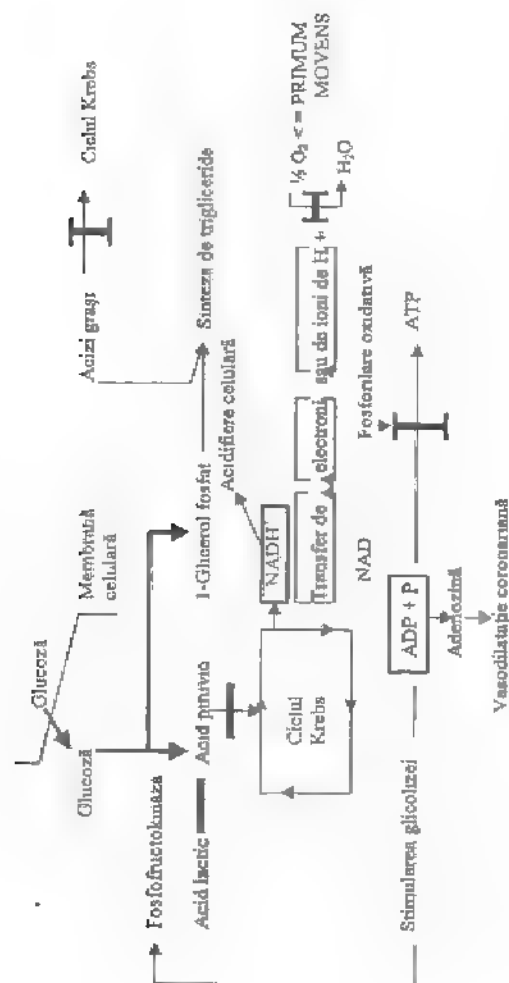 Glucoză
Membrană
celulară
Acizi grași
Ciclul Krebs
Glucoză
Fosfofructokinaza
Acid lactic
Acid piruvic
l-Glicerol fosfat
Sinteza de trigliceride
Acidifiere celulară
Ciclul
Krebs
NADH
Transfer de electroni sau de ioni de H +
½ O₂ < = PRIMUM
MOVENS
H₂O
NAD
Fosforilare oxidativă
Stimularea glicolizei
ADP + P
ATP
Adenozină
Vasodilatație coronariană